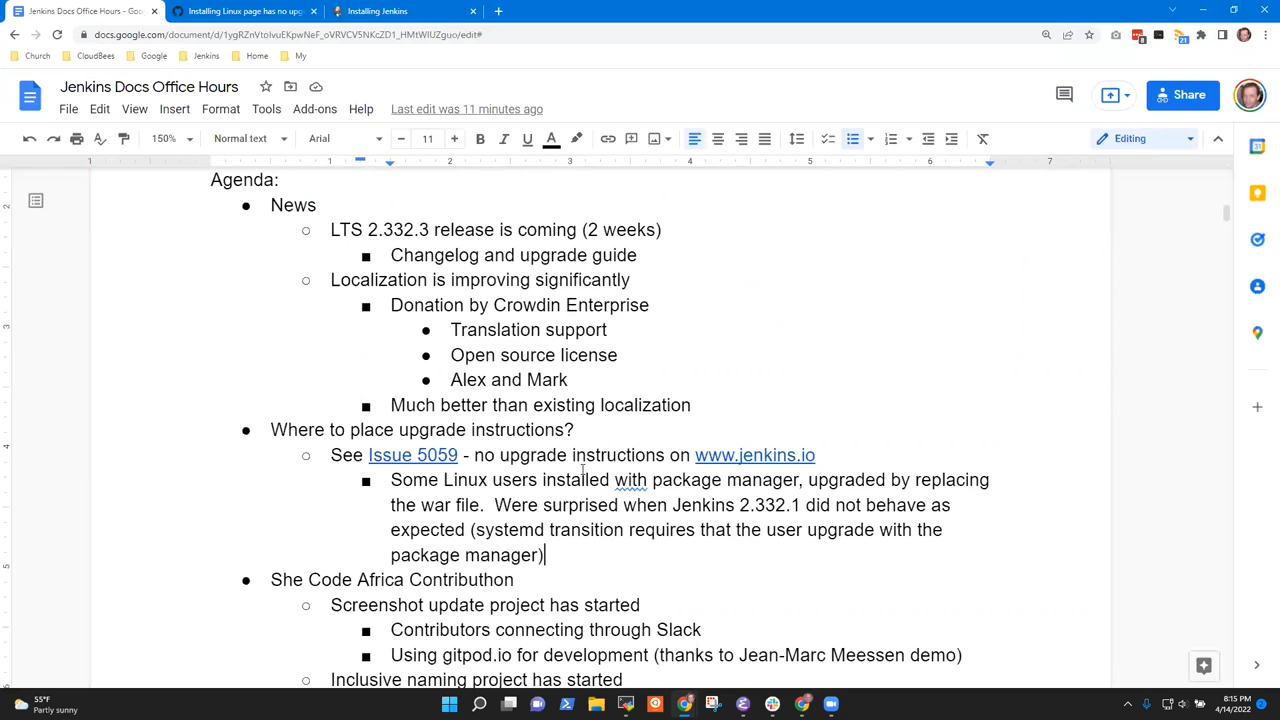 Jenkins Docs Office Hours - Goo
Installing Linux page has no upg
Installing Jenkins
docs.google.com/document/d/1ygRZnVtoIvuEKpwNeF_oVRVCV5NKcZD1_HMtWIUZguo/edit#
Church CloudBees Google Jenkins Home My
Jenkins Docs Office Hours
File Edit View Insert Format Tools Add-ons Help Last edit was 11 minutes ago
Share
150% Normal text Arial 11 Editing
Agenda:
News
LTS 2.332.3 release is coming (2 weeks)
Changelog and upgrade guide
Localization is improving significantly
Donation by Crowdin Enterprise
Translation support
Open source license
Alex and Mark
Much better than existing localization
Where to place upgrade instructions?
See Issue 5059 - no upgrade instructions on www.jenkins.io
Some Linux users installed with package manager, upgraded by replacing
the war file. Were surprised when Jenkins 2.332.1 did not behave as
expected (systemd transition requires that the user upgrade with the
package manager)
She Code Africa Contributhon
Screenshot update project has started
Contributors connecting through Slack
Using gitpod.io for development (thanks to Jean-Marc Meessen demo)
Inclusive naming project has started
55°F
Partly sunny
8:15 PM
4/14/2022